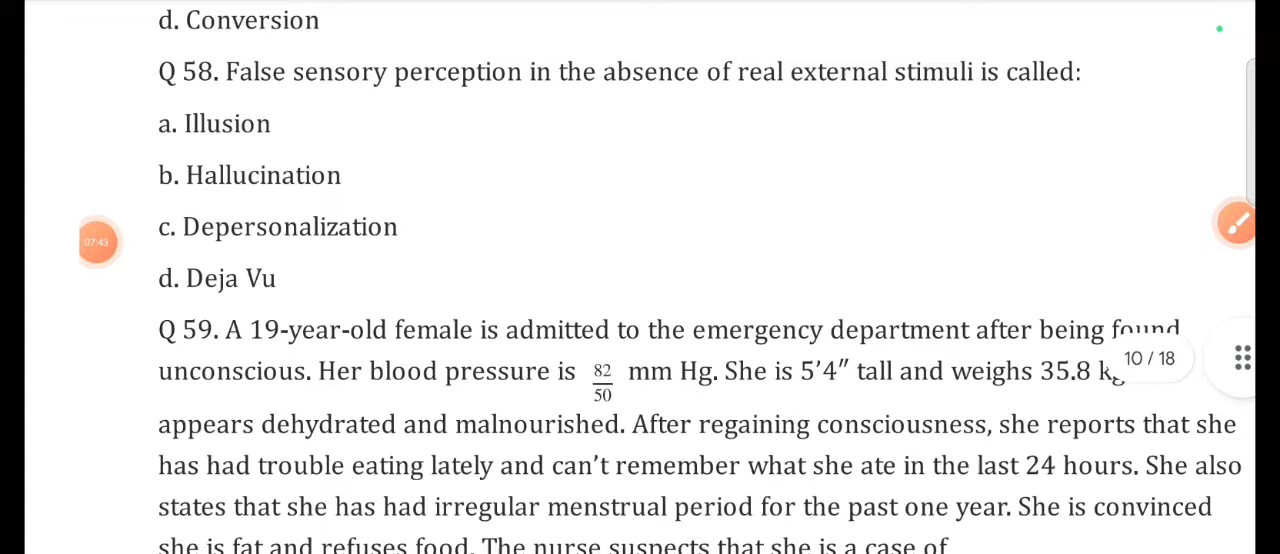 d. Conversion
Q 58. False sensory perception in the absence of real external stimuli is called:
a. Illusion
b. Hallucination
c. Depersonalization
07:43
d. Deja Vu
Q 59. A 19-year-old female is admitted to the emergency department after being found
10 / 18
unconscious. Her blood pressure is 82/50 mm Hg. She is 5'4" tall and weighs 35.8 kg
appears dehydrated and malnourished. After regaining consciousness, she reports that she
has had trouble eating lately and can't remember what she ate in the last 24 hours. She also
states that she has had irregular menstrual period for the past one year. She is convinced
she is fat and refuses food. The nurse suspects that she is a case of